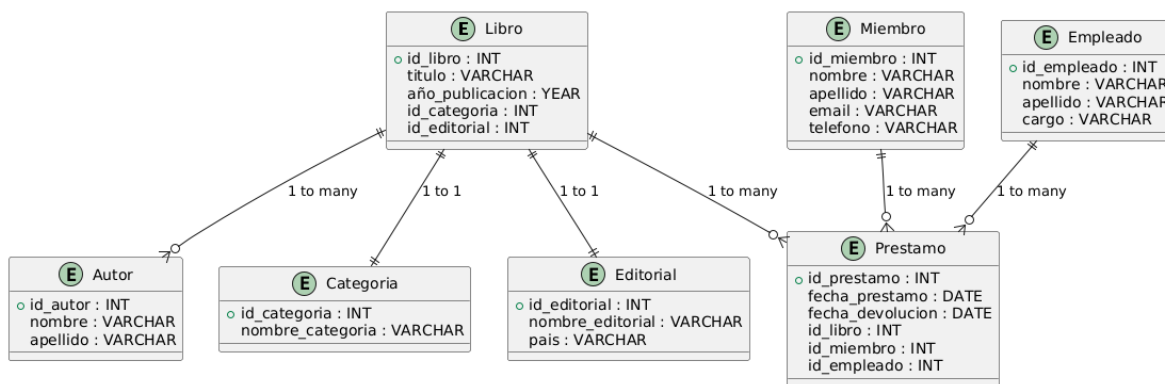 E Libro
id_libro : INT
titulo : VARCHAR
año_publicacion : YEAR
id_categoria : INT
id_editorial : INT
E Miembro
id_miembro : INT
nombre : VARCHAR
apellido : VARCHAR
email : VARCHAR
telefono : VARCHAR
E Empleado
id_empleado : INT
nombre : VARCHAR
apellido : VARCHAR
cargo : VARCHAR
1 to many
1 to 1
1 to 1
1 to many
1 to many
1 to many
E Autor
id_autor : INT
nombre : VARCHAR
apellido : VARCHAR
E Categoria
id_categoria : INT
nombre_categoria : VARCHAR
E Editorial
id_editorial : INT
nombre_editorial : VARCHAR
pais : VARCHAR
E Prestamo
id_prestamo : INT
fecha_prestamo : DATE
fecha_devolucion : DATE
id_libro : INT
id_miembro : INT
id_empleado : INT